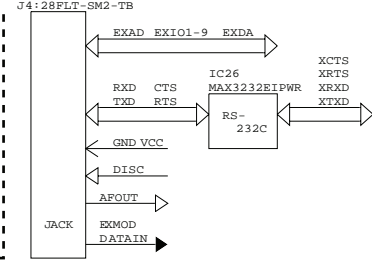 J4:28FLT-SM2-TB
EXAD EXIO1-9 EXDA
XCTS
IC26 XRTS
RXD CTS MAX3232EIPWR XRXD
TXD RTS RS-232C XTXD
GND VCC
DISC
AFOUT
JACK EXMOD
DATAIN